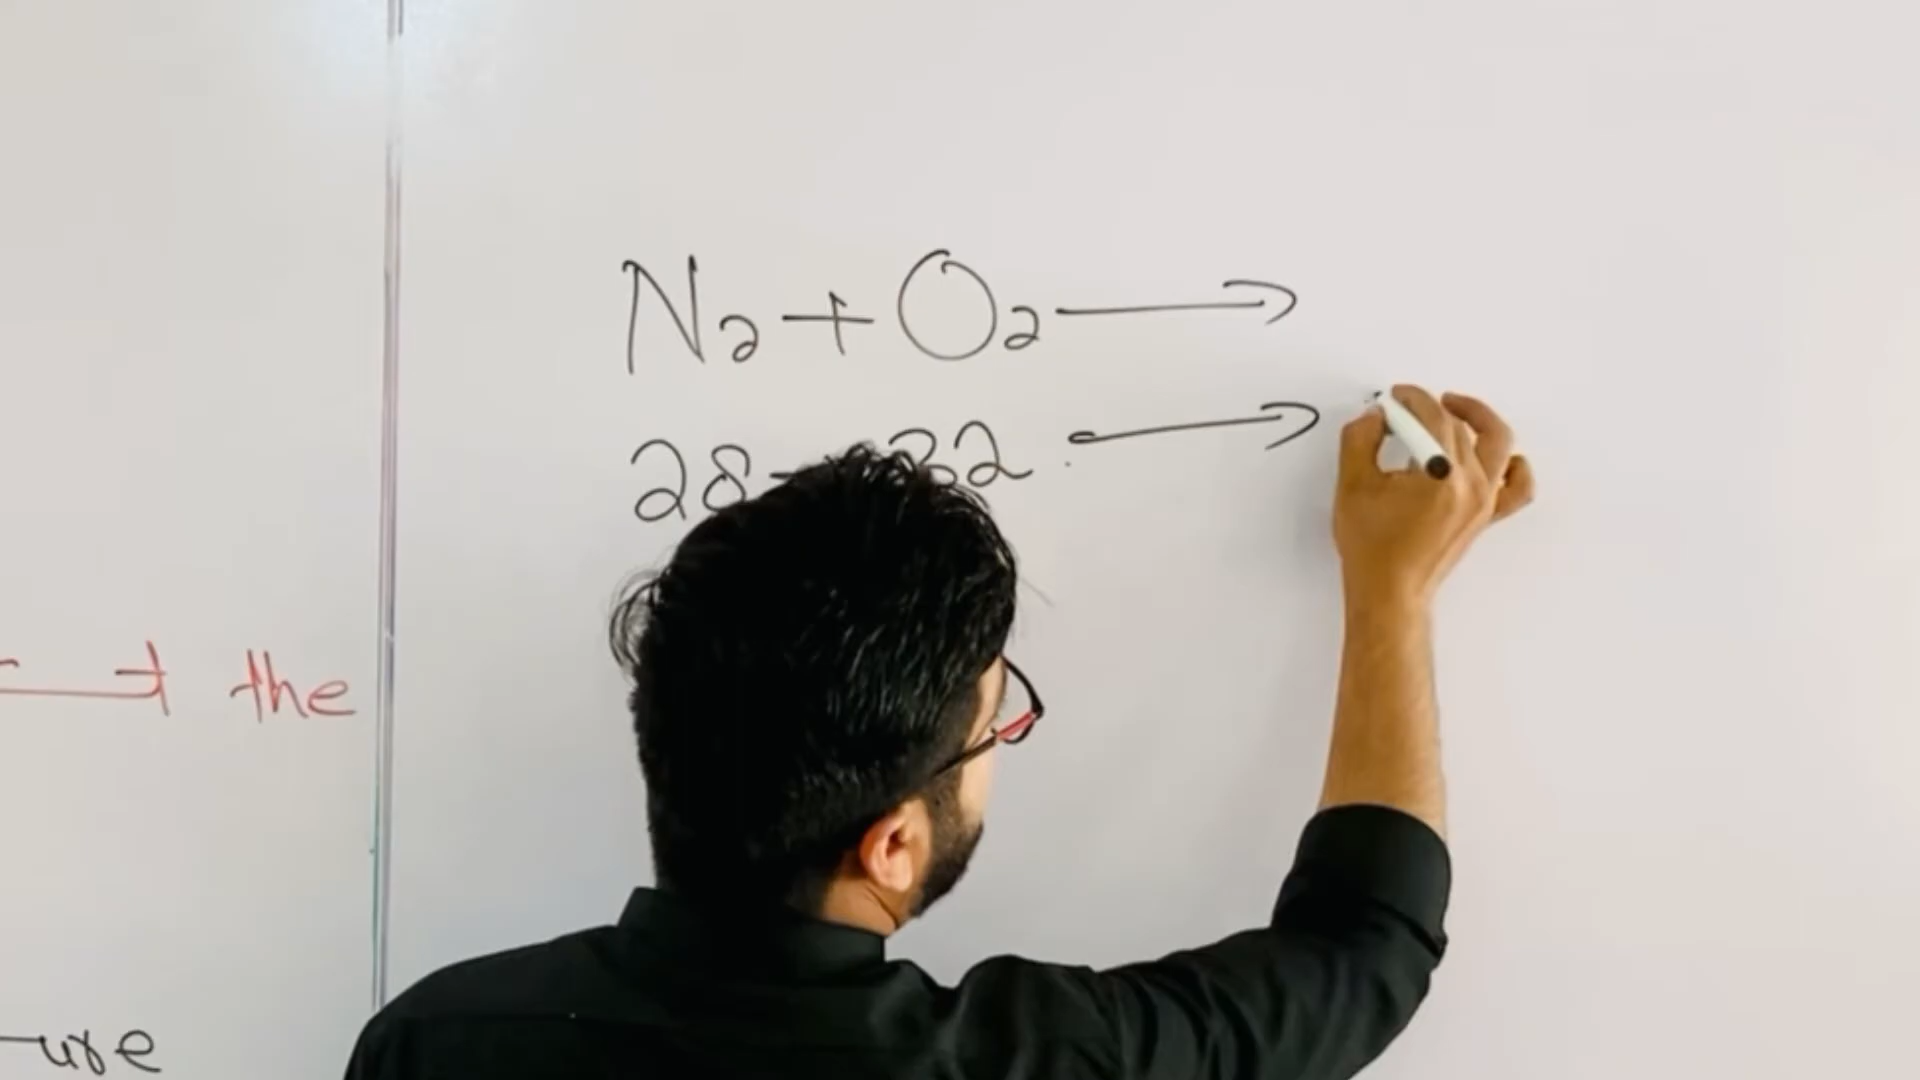 N₂ + O₂ ⟶
28 + 32 ⟶
the
ure